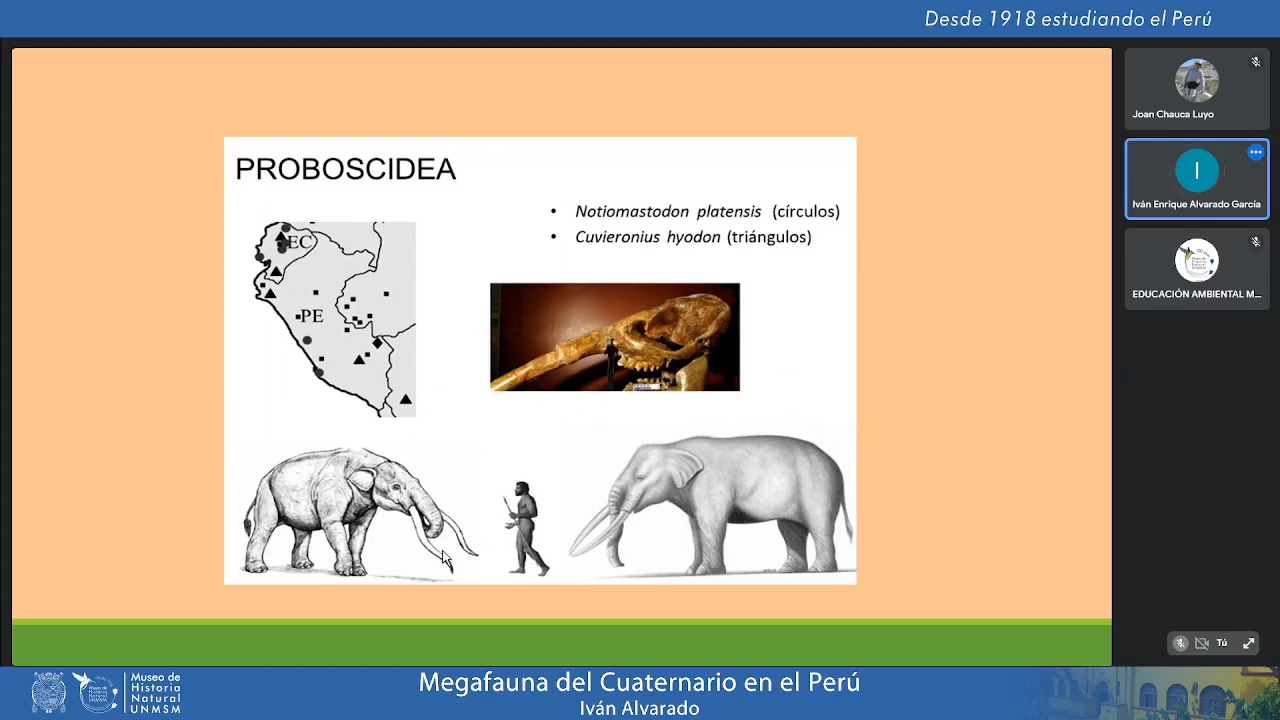 Desde 1918 estudiando el Perú
PROBOSCIDEA
• Notiomastodon platensis (círculos)
• Cuvieronius hyodon (triángulos)
EC
PE
Joan Chauca Luyo
I
Iván Enrique Alvarado García
EDUCACIÓN AMBIENTAL M...
Tú
Museo de
Historia
Natural
UNMSM
Megafauna del Cuaternario en el Perú
Iván Alvarado